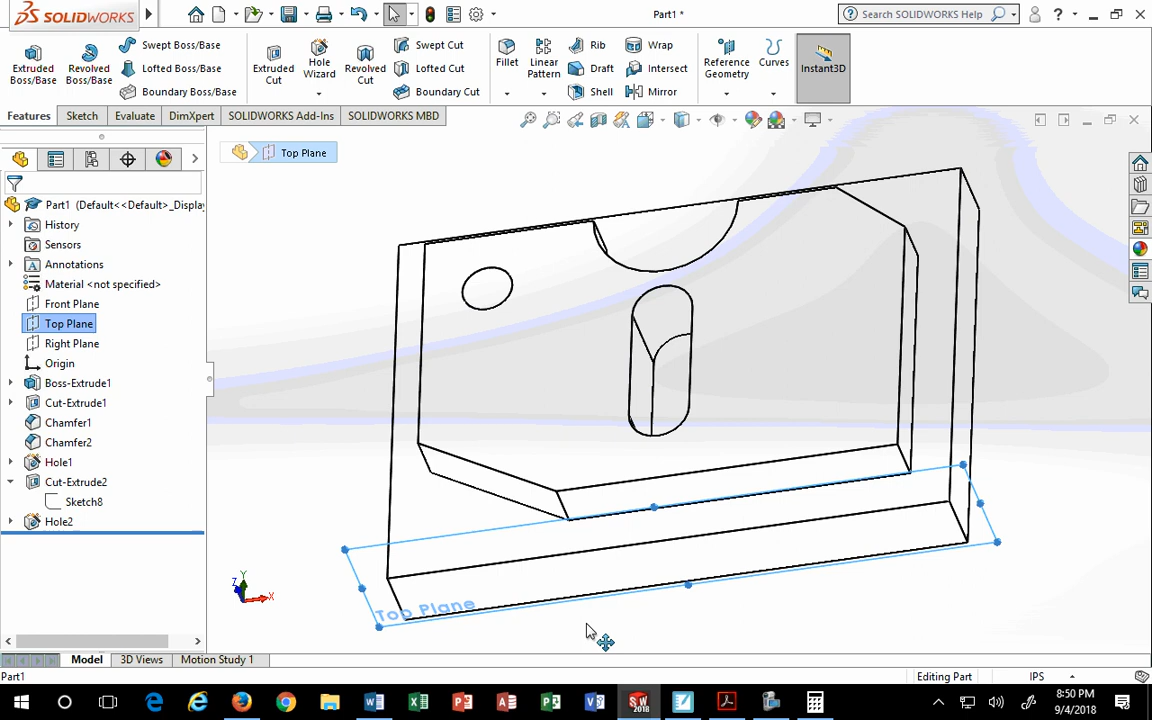 SOLIDWORKS
Part1 *
Search SOLIDWORKS Help
?
Extruded Boss/Base
Revolved Boss/Base
Swept Boss/Base
Lofted Boss/Base
Boundary Boss/Base
Extruded Cut
Hole Wizard
Revolved Cut
Swept Cut
Lofted Cut
Boundary Cut
Fillet
Linear Pattern
Rib
Draft
Shell
Wrap
Intersect
Mirror
Reference Geometry
Curves
Instant3D
Features
Sketch
Evaluate
DimXpert
SOLIDWORKS Add-Ins
SOLIDWORKS MBD
Top Plane
Part1 (Default<<Default>_Display
History
Sensors
Annotations
Material <not specified>
Front Plane
Top Plane
Right Plane
Origin
Boss-Extrude1
Cut-Extrude1
Chamfer1
Chamfer2
Hole1
Cut-Extrude2
Sketch8
Hole2
Top Plane
Y
Z
X
Model
3D Views
Motion Study 1
Part1
Editing Part
IPS
8:50 PM
9/4/2018